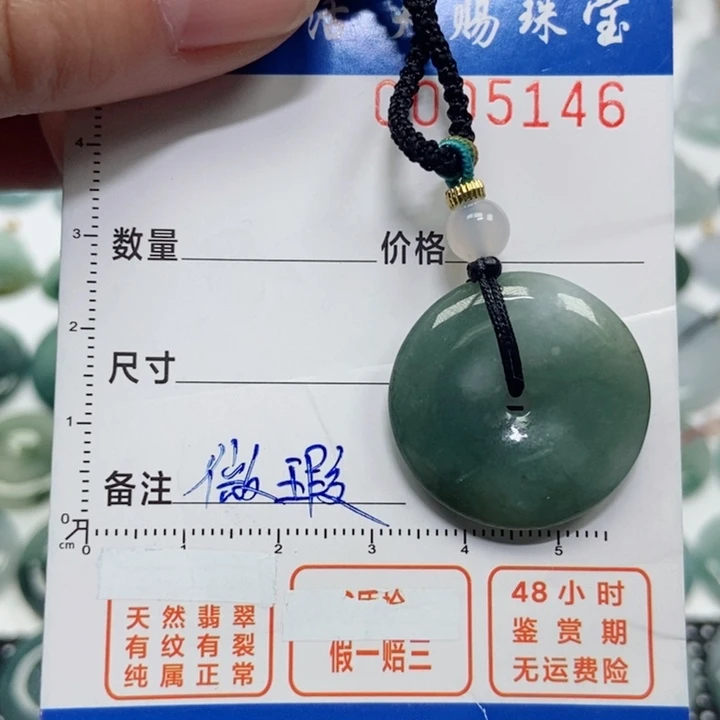 赐珠宝
0005146
数量 价格
尺寸
备注 微瑕
4
3
2
1
0
cm
0 1 2 3 4 5
天然翡翠
有纹有裂
纯属正常
假一赔三
48小时
鉴赏期
无运费险